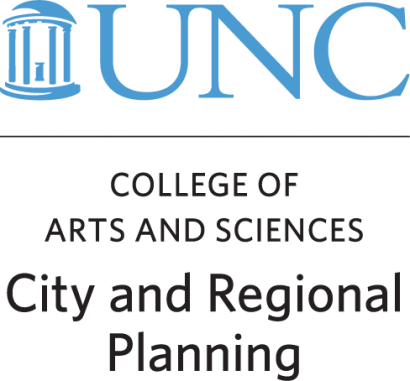 UNC
COLLEGE OF
ARTS AND SCIENCES
City and Regional
Planning